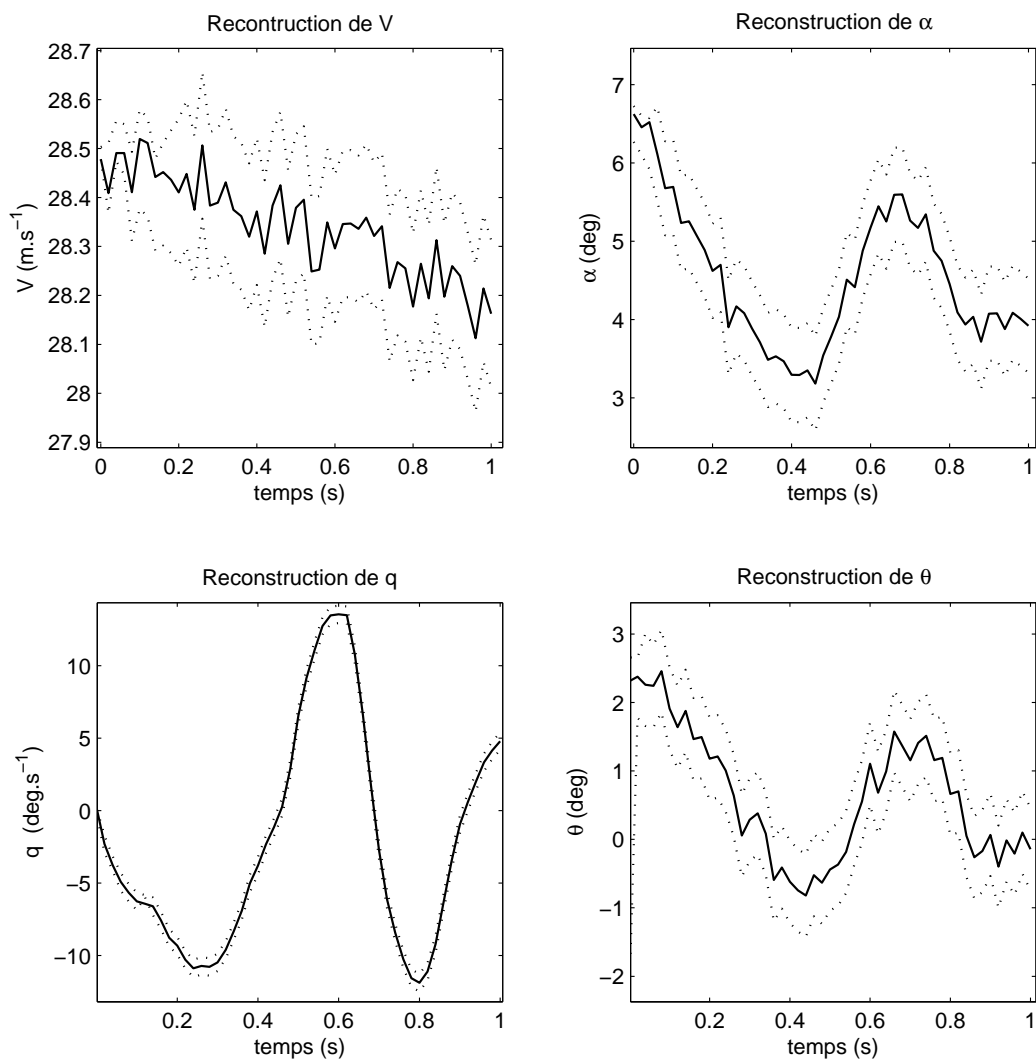 Recontruction de V
28.7
28.6
28.5
28.4
28.3
28.2
28.1
28
27.9
V (m.s−1)
0 0.2 0.4 0.6 0.8 1
temps (s)
Reconstruction de α
7
6
5
4
3
α (deg)
0 0.2 0.4 0.6 0.8 1
temps (s)
Reconstruction de q
10
5
0
−5
−10
q (deg.s−1)
0.2 0.4 0.6 0.8 1
temps (s)
Reconstruction de θ
3
2
1
0
−1
−2
θ (deg)
0.2 0.4 0.6 0.8 1
temps (s)